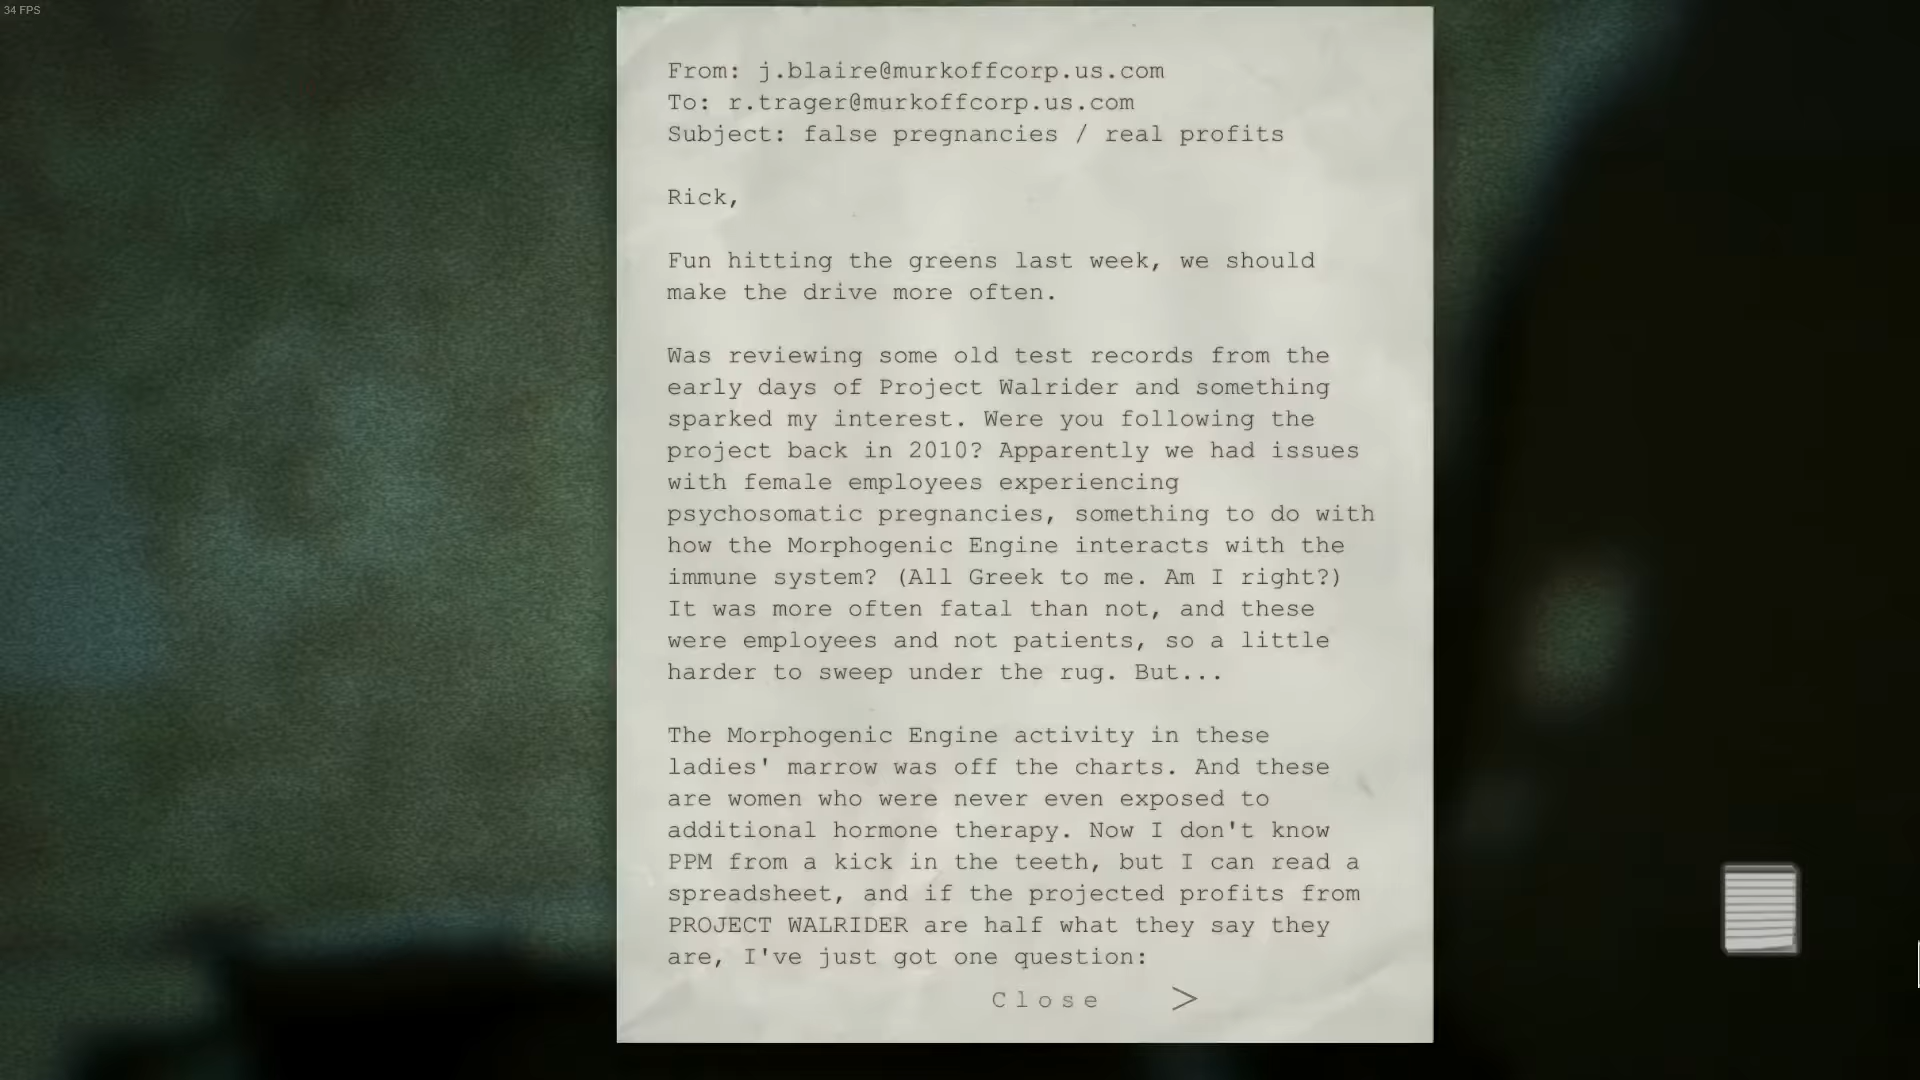 34 FPS
From: j.blaire@murkoffcorp.us.com
To: r.trager@murkoffcorp.us.com
Subject: false pregnancies / real profits
Rick,
Fun hitting the greens last week, we should
make the drive more often.
Was reviewing some old test records from the
early days of Project Walrider and something
sparked my interest. Were you following the
project back in 2010? Apparently we had issues
with female employees experiencing
psychosomatic pregnancies, something to do with
how the Morphogenic Engine interacts with the
immune system? (All Greek to me. Am I right?)
It was more often fatal than not, and these
were employees and not patients, so a little
harder to sweep under the rug. But...
The Morphogenic Engine activity in these
ladies' marrow was off the charts. And these
are women who were never even exposed to
additional hormone therapy. Now I don't know
PPM from a kick in the teeth, but I can read a
spreadsheet, and if the projected profits from
PROJECT WALRIDER are half what they say they
are, I've just got one question:
Close >